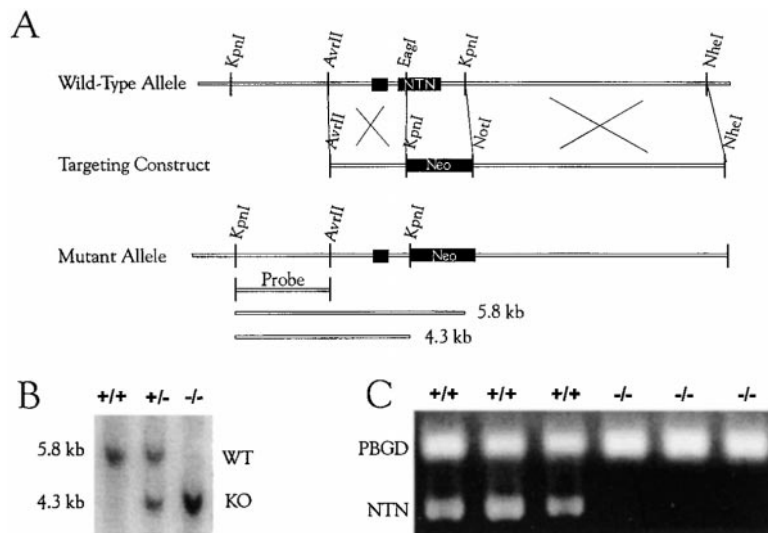 A
KpnI AvrII EagI KpnI NheI
Wild-Type Allele NTN
AvrII KpnI NotI NheI
Targeting Construct Neo
KpnI AvrII KpnI
Mutant Allele Neo
Probe
5.8 kb
4.3 kb
B +/+ +/- -/-
5.8 kb WT
4.3 kb KO
C +/+ +/+ +/+ -/- -/- -/-
PBGD
NTN